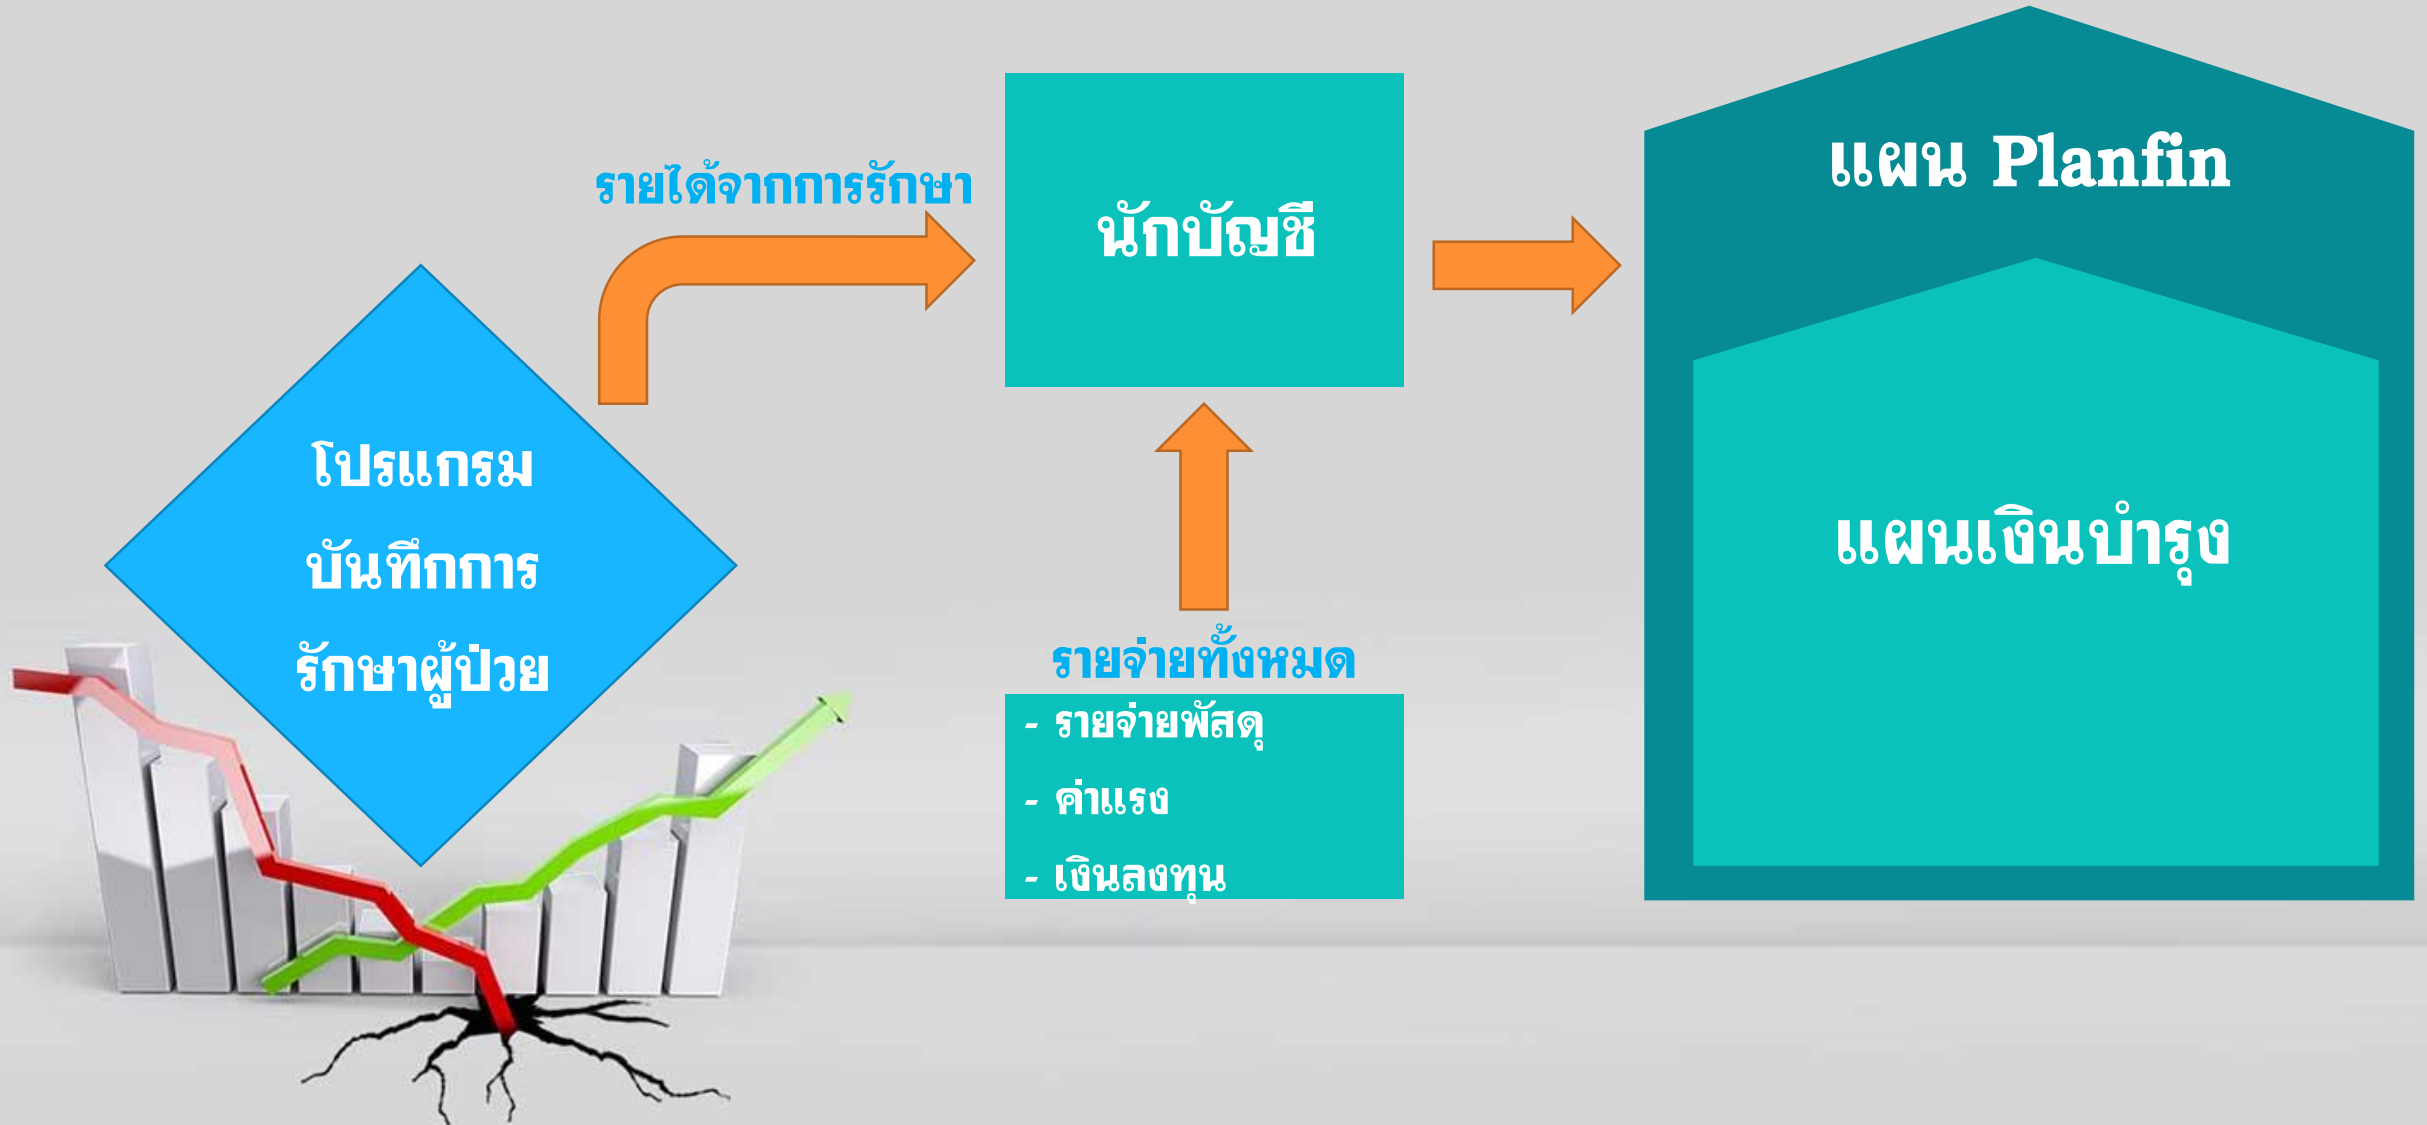 โปรแกรม
บันทึกการ
รักษาผู้ป่วย
รายได้จากการรักษา
นักบัญชี
รายจ่ายทั้งหมด
- รายจ่ายพัสดุ
- ค่าแรง
- เงินลงทุน
แผน Planfin
แผนเงินบำรุง